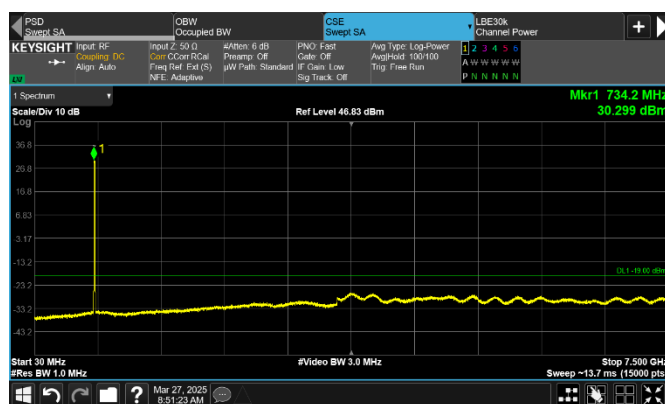 PSD
Swept SA
OBW
Occupied BW
CSE
Swept SA
LBE30k
Channel Power
KEYSIGHT
Input: RF
Coupling: DC
Align: Auto
Input Z: 50 Ω
Corr CCorr RCal
Freq Ref: Ext (S)
NFE: Adaptive
#Atten: 6 dB
Preamp: Off
µW Path: Standard
PNO: Fast
Gate: Off
IF Gain: Low
Sig Track: Off
Avg Type: Log-Power
Avg|Hold: 100/100
Trig: Free Run
1 2 3 4 5 6
A W W W W W
P N N N N N
LXI
1 Spectrum
Scale/Div 10 dB
Ref Level 46.83 dBm
Mkr1 734.2 MHz
30.299 dBm
Log
36.8
26.8
16.8
6.83
-3.17
-13.2
-23.2
-33.2
-43.2
1
DL1 -19.00 dBm
Start 30 MHz
#Res BW 1.0 MHz
#Video BW 3.0 MHz
Stop 7.500 GHz
Sweep ~13.7 ms (15000 pts)
?
Mar 27, 2025
8:51:23 AM